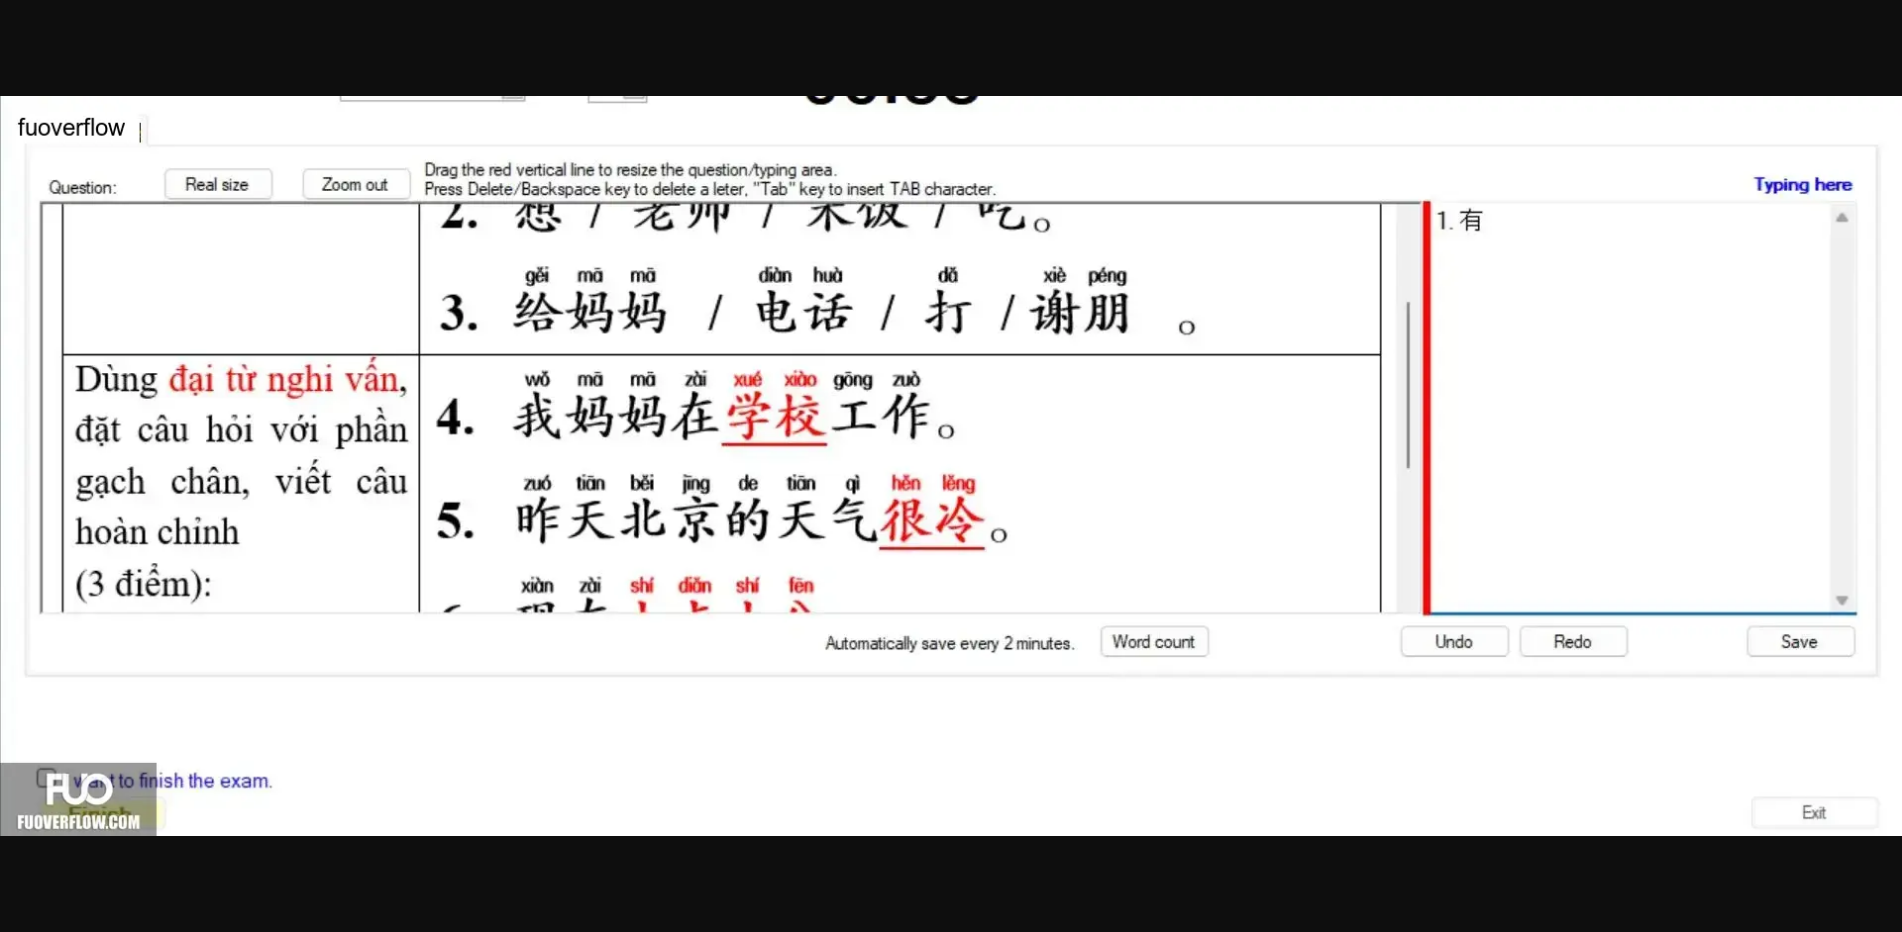 fuoverflow
Question:
Real size
Zoom out
Drag the red vertical line to resize the question/typing area.
Press Delete/Backspace key to delete a leter, "Tab" key to insert TAB character.
Typing here
2. 想 / 老师 / 米饭 / 吃。
gěi mā mā diàn huà dǎ xiè péng
3. 给妈妈 / 电话 / 打 / 谢朋 。
Dùng đại từ nghi vấn,
đặt câu hỏi với phần
gạch chân, viết câu
hoàn chỉnh
(3 điểm):
wǒ mā mā zài xué xiào gōng zuò
4. 我妈妈在学校工作。
zuó tiān běi jīng de tiān qì hěn lěng
5. 昨天北京的天气很冷。
xiàn zài shí diǎn shí fēn
1. 有
Automatically save every 2 minutes.
Word count
Undo
Redo
Save
I want to finish the exam.
Finish
FUO
FUOVERFLOW.COM
Exit